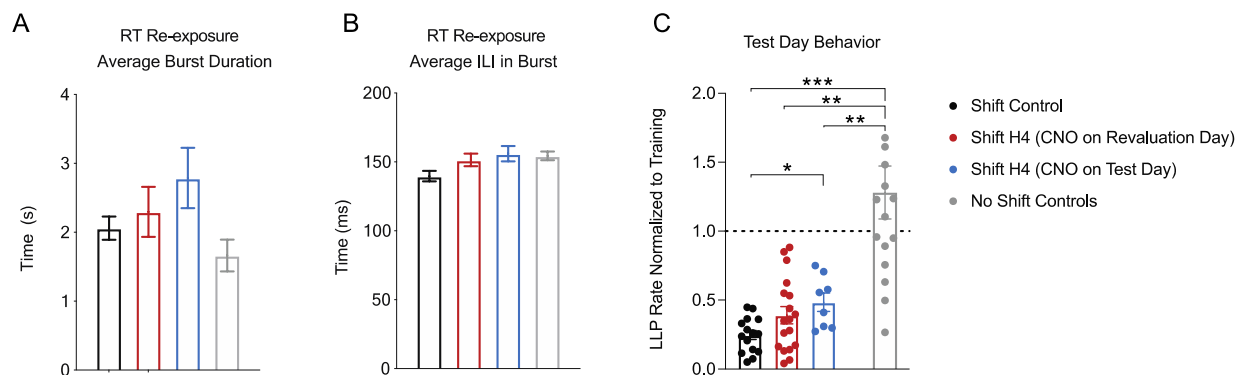 A
RT Re-exposure
Average Burst Duration
4
3
2
1
0
Time (s)
B
RT Re-exposure
Average ILI in Burst
200
150
100
50
0
Time (ms)
C
Test Day Behavior
2.0
1.5
1.0
0.5
0.0
LLP Rate Normalized to Training
***
**
**
*
Shift Control
Shift H4 (CNO on Revaluation Day)
Shift H4 (CNO on Test Day)
No Shift Controls